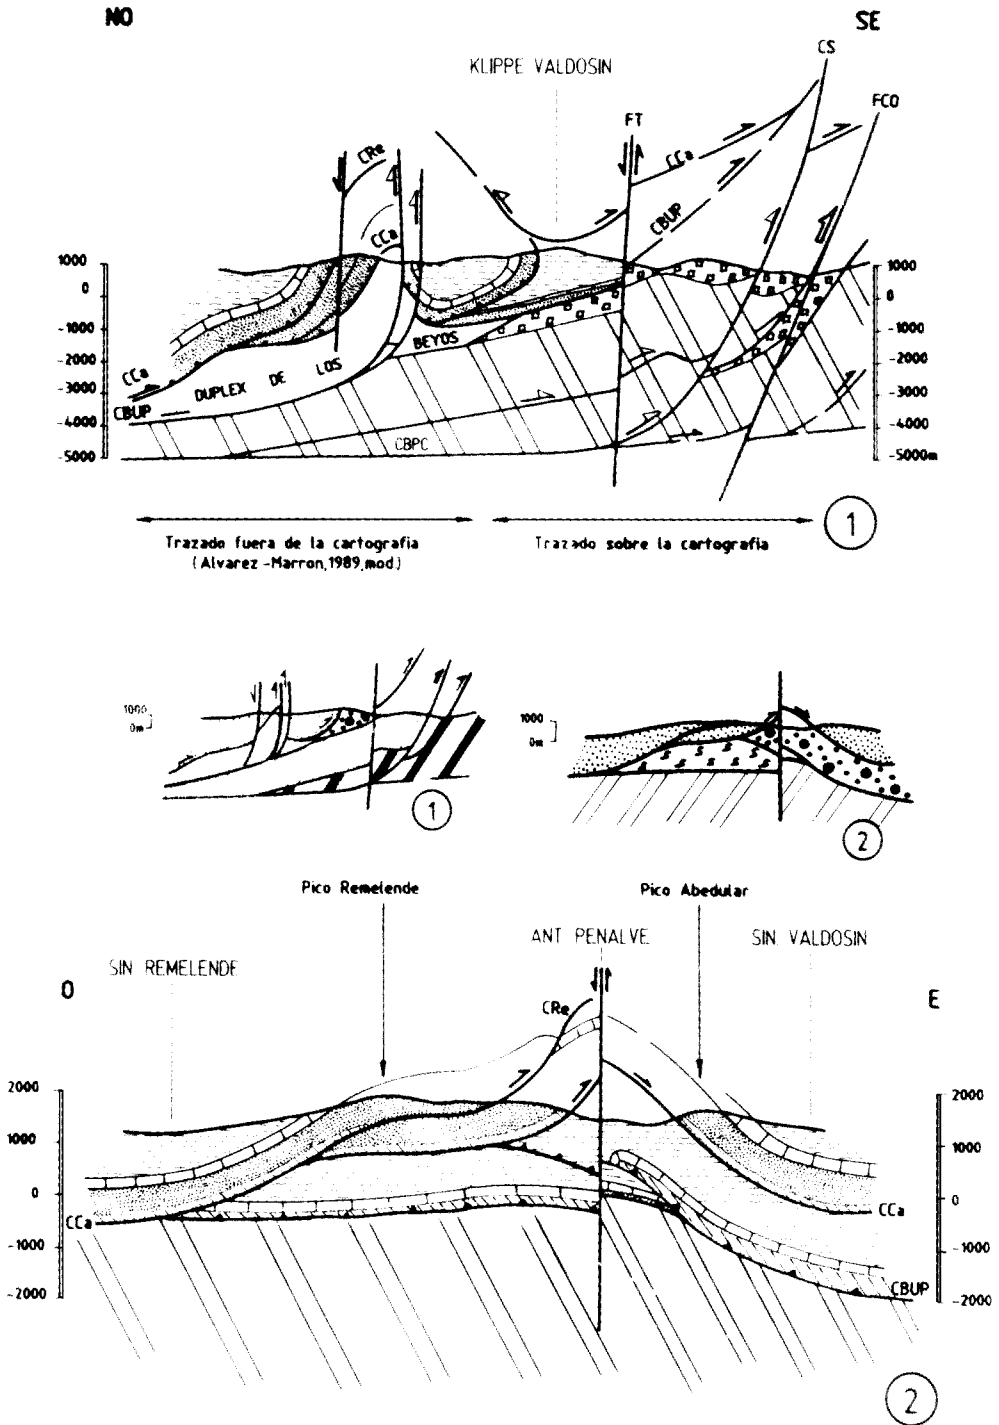 NO
SE
KLIPPE VALDOSIN
CS
FCO
FT
CRe
CCa
CBUP
CCa
1000
0
-1000
-2000
-3000
-4000
-5000
1000
0
-1000
-2000
-3000
-4000
-5000m
CCa
CBUP
DUPLEX DE LOS BEYOS
CBPC
1
Trazado fuera de la cartografia
(Alvarez-Marron, 1989, mod.)
Trazado sobre la cartografia
1000
0m
1
1000
0m
2
Pico Remelende
Pico Abedular
ANT PENALVE
SIN. VALDOSIN
SIN REMELENDE
O
E
CRe
2000
1000
0
-1000
-2000
2000
1000
0
-1000
-2000
CCa
CCa
CBUP
2